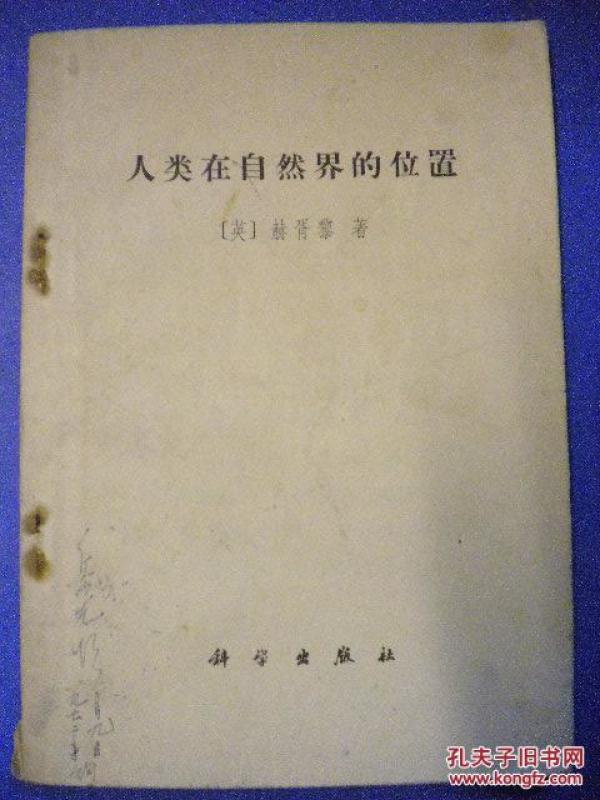 人类在自然界的位置
〔英〕赫胥黎 著
科学出版社
孔夫子旧书网
www.kongfz.com